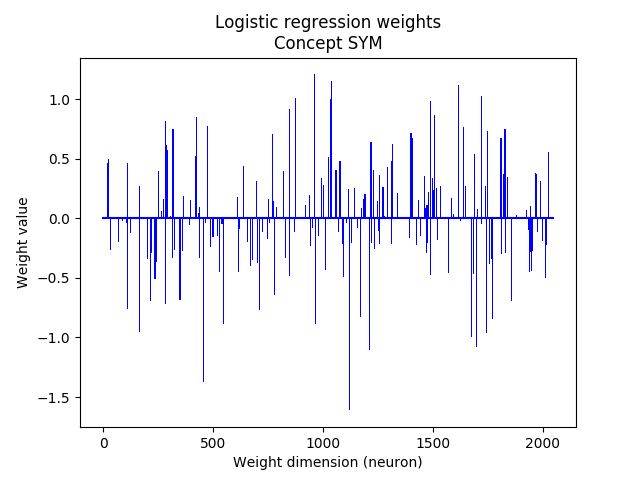 Logistic regression weights
Concept SYM
1.0
0.5
0.0
−0.5
−1.0
−1.5
Weight value
0
500
1000
1500
2000
Weight dimension (neuron)